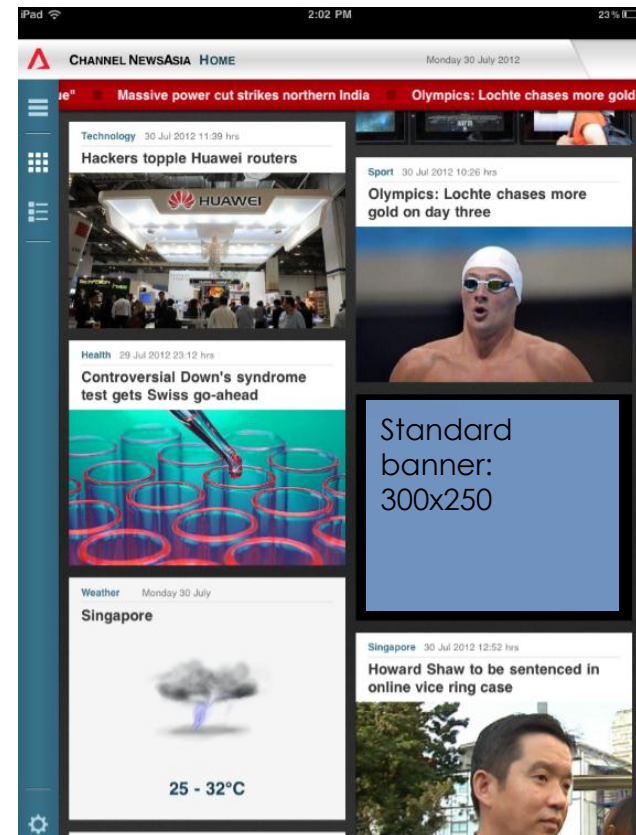 iPad
2:02 PM
23%
CHANNEL NEWSASIA HOME
Monday 30 July 2012
ue"
Massive power cut strikes northern India
Olympics: Lochte chases more gold
Technology 30 Jul 2012 11:39 hrs
Hackers topple Huawei routers
HUAWEI
Health 29 Jul 2012 23:12 hrs
Controversial Down's syndrome
test gets Swiss go-ahead
Weather Monday 30 July
Singapore
25 - 32°C
Sport 30 Jul 2012 10:26 hrs
Olympics: Lochte chases more
gold on day three
Standard
banner:
300x250
Singapore 30 Jul 2012 12:52 hrs
Howard Shaw to be sentenced in
online vice ring case